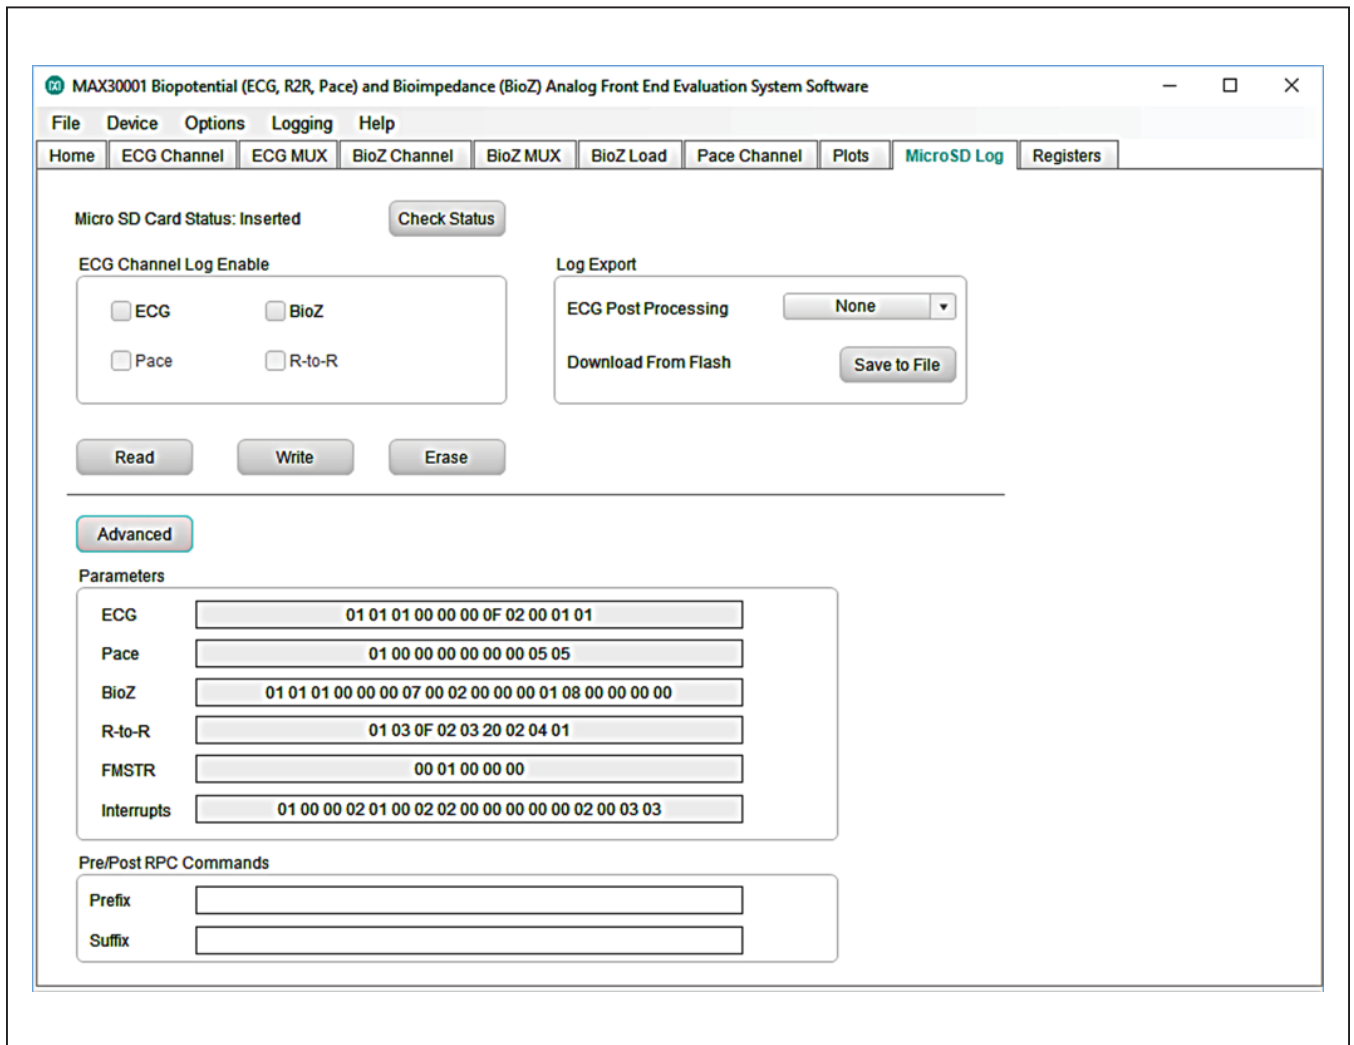 MAX30001 Biopotential (ECG, R2R, Pace) and Bioimpedance (BioZ) Analog Front End Evaluation System Software
File Device Options Logging Help
Home ECG Channel ECG MUX BioZ Channel BioZ MUX BioZ Load Pace Channel Plots MicroSD Log Registers
Micro SD Card Status: Inserted Check Status
ECG Channel Log Enable Log Export
ECG BioZ ECG Post Processing None
Pace R-to-R Download From Flash Save to File
Read Write Erase
Advanced
Parameters
ECG 01 01 01 00 00 00 0F 02 00 01 01
Pace 01 00 00 00 00 00 00 05 05
BioZ 01 01 01 00 00 00 07 00 02 00 00 00 01 08 00 00 00 00
R-to-R 01 03 0F 02 03 20 02 04 01
FMSTR 00 01 00 00 00
Interrupts 01 00 00 02 01 00 02 02 00 00 00 00 00 02 00 03 03
Pre/Post RPC Commands
Prefix
Suffix